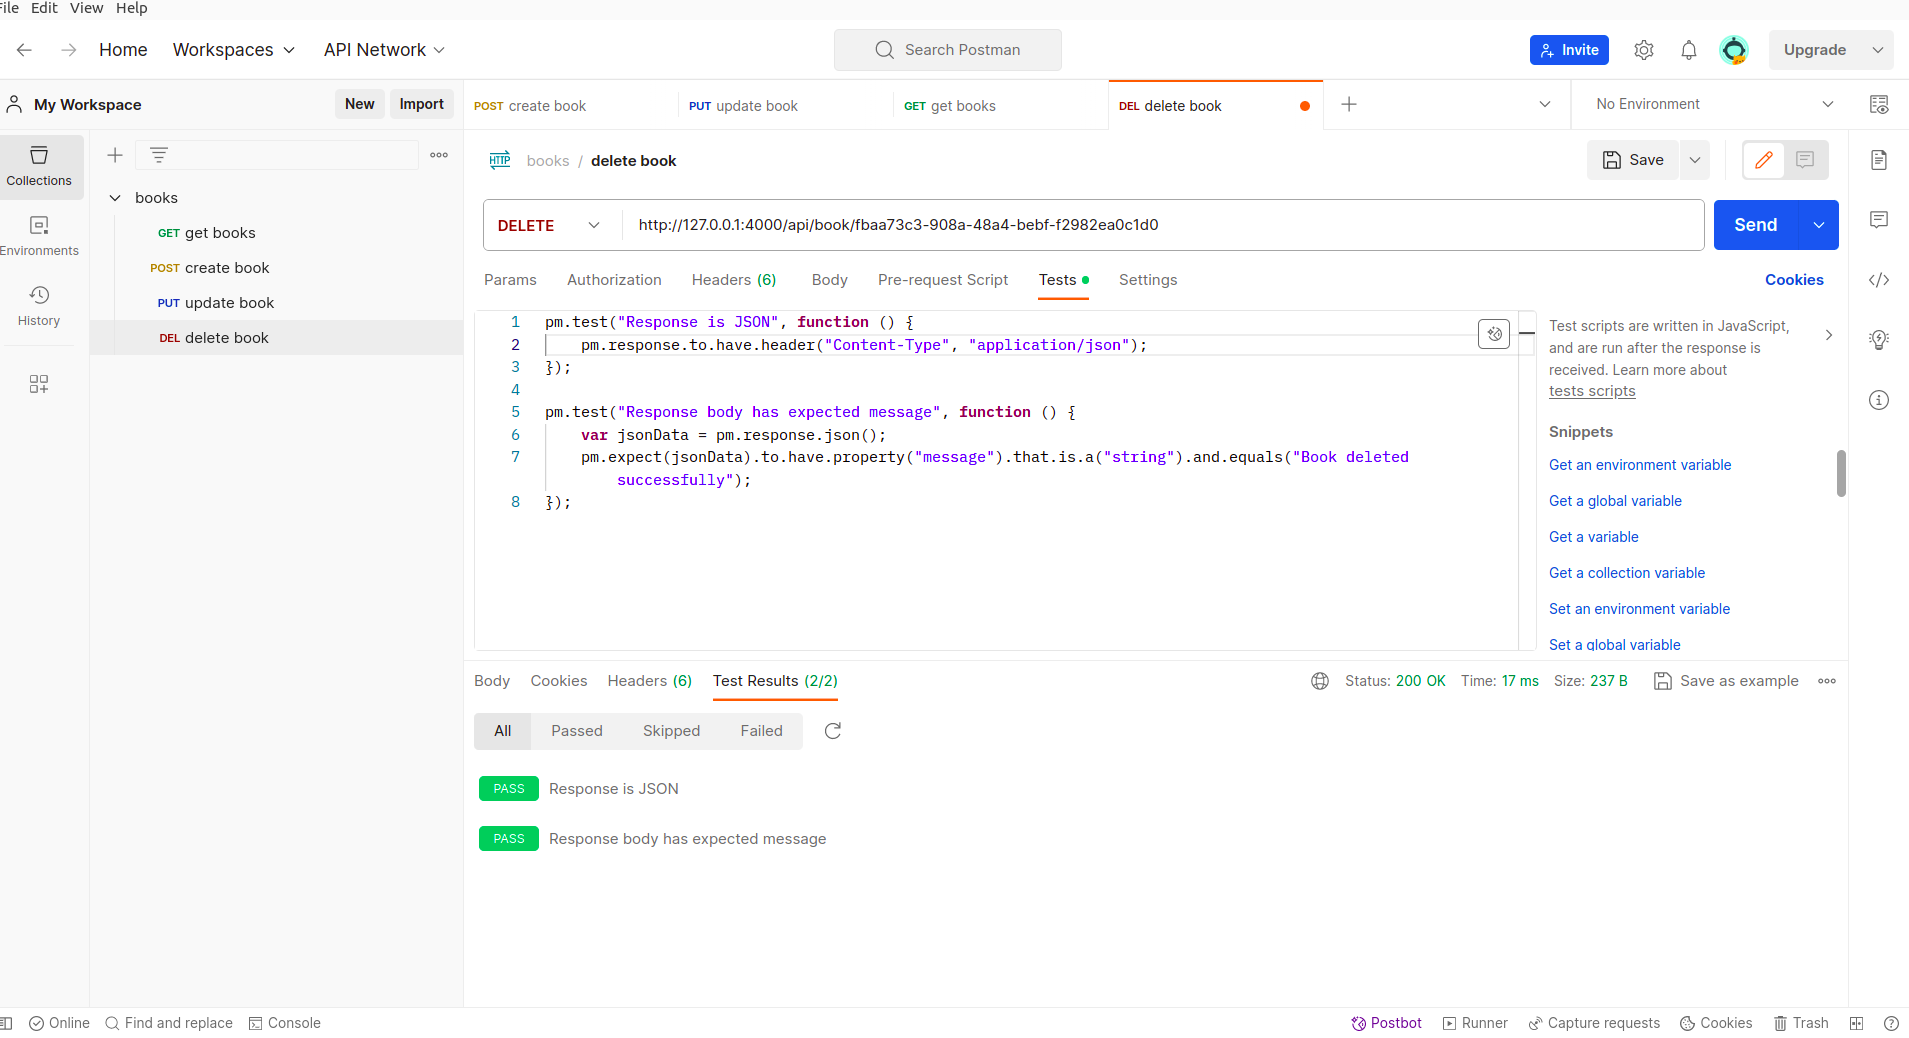 File Edit View Help
Home Workspaces API Network Search Postman Invite Upgrade
My Workspace New Import
POST create book PUT update book GET get books DEL delete book No Environment
Collections
Environments
History
books
GET get books
POST create book
PUT update book
DEL delete book
HTTP books / delete book Save
DELETE http://127.0.0.1:4000/api/book/fbaa73c3-908a-48a4-bebf-f2982ea0c1d0 Send
Params Authorization Headers (6) Body Pre-request Script Tests Settings Cookies
1 pm.test("Response is JSON", function () {
2 pm.response.to.have.header("Content-Type", "application/json");
3 });
4
5 pm.test("Response body has expected message", function () {
6 var jsonData = pm.response.json();
7 pm.expect(jsonData).to.have.property("message").that.is.a("string").and.equals("Book deleted
successfully");
8 });
Test scripts are written in JavaScript,
and are run after the response is
received. Learn more about
tests scripts
Snippets
Get an environment variable
Get a global variable
Get a variable
Get a collection variable
Set an environment variable
Set a global variable
Body Cookies Headers (6) Test Results (2/2) Status: 200 OK Time: 17 ms Size: 237 B Save as example
All Passed Skipped Failed
PASS Response is JSON
PASS Response body has expected message
Online Find and replace Console Postbot Runner Capture requests Cookies Trash